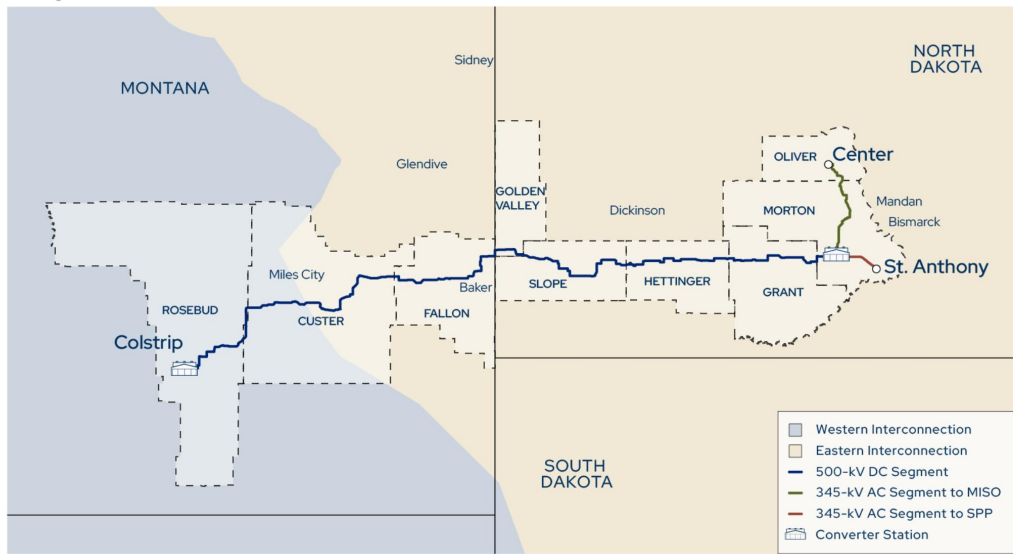 Sidney
NORTH
DAKOTA
MONTANA
OLIVER
Center
Glendive
GOLDEN
VALLEY
Dickinson
MORTON
Mandan
Bismarck
Miles City
Baker
SLOPE
HETTINGER
GRANT
St. Anthony
ROSEBUD
CUSTER
FALLON
Colstrip
SOUTH
DAKOTA
Western Interconnection
Eastern Interconnection
500-kV DC Segment
345-kV AC Segment to MISO
345-kV AC Segment to SPP
Converter Station